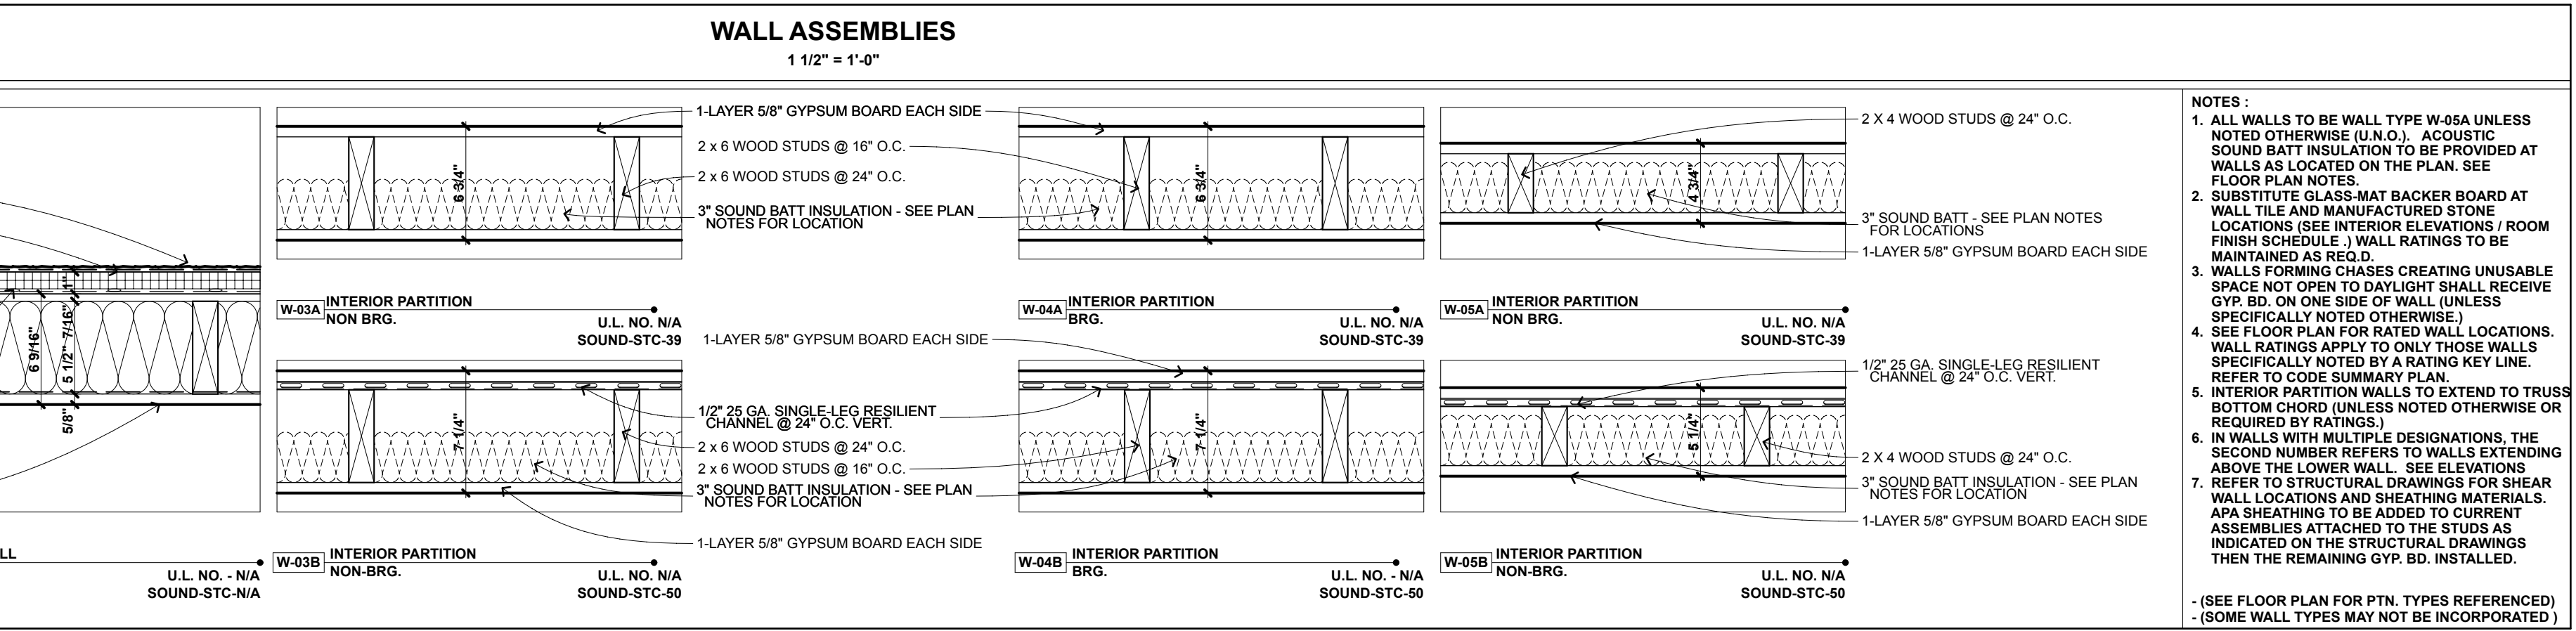 WALL ASSEMBLIES
1 1/2" = 1'-0"
1"
7/16"
5 1/2"
6 9/16"
5/8"
LL
U.L. NO. - N/A
SOUND-STC-N/A
6 3/4"
1-LAYER 5/8" GYPSUM BOARD EACH SIDE
2 x 6 WOOD STUDS @ 16" O.C.
2 x 6 WOOD STUDS @ 24" O.C.
3" SOUND BATT INSULATION - SEE PLAN
NOTES FOR LOCATION
W-03A
INTERIOR PARTITION
NON BRG.
U.L. NO. N/A
SOUND-STC-39
6 3/4"
W-04A
INTERIOR PARTITION
BRG.
U.L. NO. N/A
SOUND-STC-39
4 3/4"
2 X 4 WOOD STUDS @ 24" O.C.
3" SOUND BATT - SEE PLAN NOTES
FOR LOCATIONS
1-LAYER 5/8" GYPSUM BOARD EACH SIDE
W-05A
INTERIOR PARTITION
NON BRG.
U.L. NO. N/A
SOUND-STC-39
7 1/4"
1-LAYER 5/8" GYPSUM BOARD EACH SIDE
1/2" 25 GA. SINGLE-LEG RESILIENT
CHANNEL @ 24" O.C. VERT.
2 x 6 WOOD STUDS @ 24" O.C.
2 x 6 WOOD STUDS @ 16" O.C.
3" SOUND BATT INSULATION - SEE PLAN
NOTES FOR LOCATION
1-LAYER 5/8" GYPSUM BOARD EACH SIDE
W-03B
INTERIOR PARTITION
NON-BRG.
U.L. NO. N/A
SOUND-STC-50
7 1/4"
W-04B
INTERIOR PARTITION
BRG.
U.L. NO. - N/A
SOUND-STC-50
5 1/4"
1/2" 25 GA. SINGLE-LEG RESILIENT
CHANNEL @ 24" O.C. VERT.
2 X 4 WOOD STUDS @ 24" O.C.
3" SOUND BATT INSULATION - SEE PLAN
NOTES FOR LOCATION
1-LAYER 5/8" GYPSUM BOARD EACH SIDE
W-05B
INTERIOR PARTITION
NON-BRG.
U.L. NO. N/A
SOUND-STC-50
NOTES :
1. ALL WALLS TO BE WALL TYPE W-05A UNLESS
NOTED OTHERWISE (U.N.O.). ACOUSTIC
SOUND BATT INSULATION TO BE PROVIDED AT
WALLS AS LOCATED ON THE PLAN. SEE
FLOOR PLAN NOTES.
2. SUBSTITUTE GLASS-MAT BACKER BOARD AT
WALL TILE AND MANUFACTURED STONE
LOCATIONS (SEE INTERIOR ELEVATIONS / ROOM
FINISH SCHEDULE .) WALL RATINGS TO BE
MAINTAINED AS REQ.D.
3. WALLS FORMING CHASES CREATING UNUSABLE
SPACE NOT OPEN TO DAYLIGHT SHALL RECEIVE
GYP. BD. ON ONE SIDE OF WALL (UNLESS
SPECIFICALLY NOTED OTHERWISE.)
4. SEE FLOOR PLAN FOR RATED WALL LOCATIONS.
WALL RATINGS APPLY TO ONLY THOSE WALLS
SPECIFICALLY NOTED BY A RATING KEY LINE.
REFER TO CODE SUMMARY PLAN.
5. INTERIOR PARTITION WALLS TO EXTEND TO TRUSS
BOTTOM CHORD (UNLESS NOTED OTHERWISE OR
REQUIRED BY RATINGS.)
6. IN WALLS WITH MULTIPLE DESIGNATIONS, THE
SECOND NUMBER REFERS TO WALLS EXTENDING
ABOVE THE LOWER WALL. SEE ELEVATIONS
7. REFER TO STRUCTURAL DRAWINGS FOR SHEAR
WALL LOCATIONS AND SHEATHING MATERIALS.
APA SHEATHING TO BE ADDED TO CURRENT
ASSEMBLIES ATTACHED TO THE STUDS AS
INDICATED ON THE STRUCTURAL DRAWINGS
THEN THE REMAINING GYP. BD. INSTALLED.
- (SEE FLOOR PLAN FOR PTN. TYPES REFERENCED)
- (SOME WALL TYPES MAY NOT BE INCORPORATED )